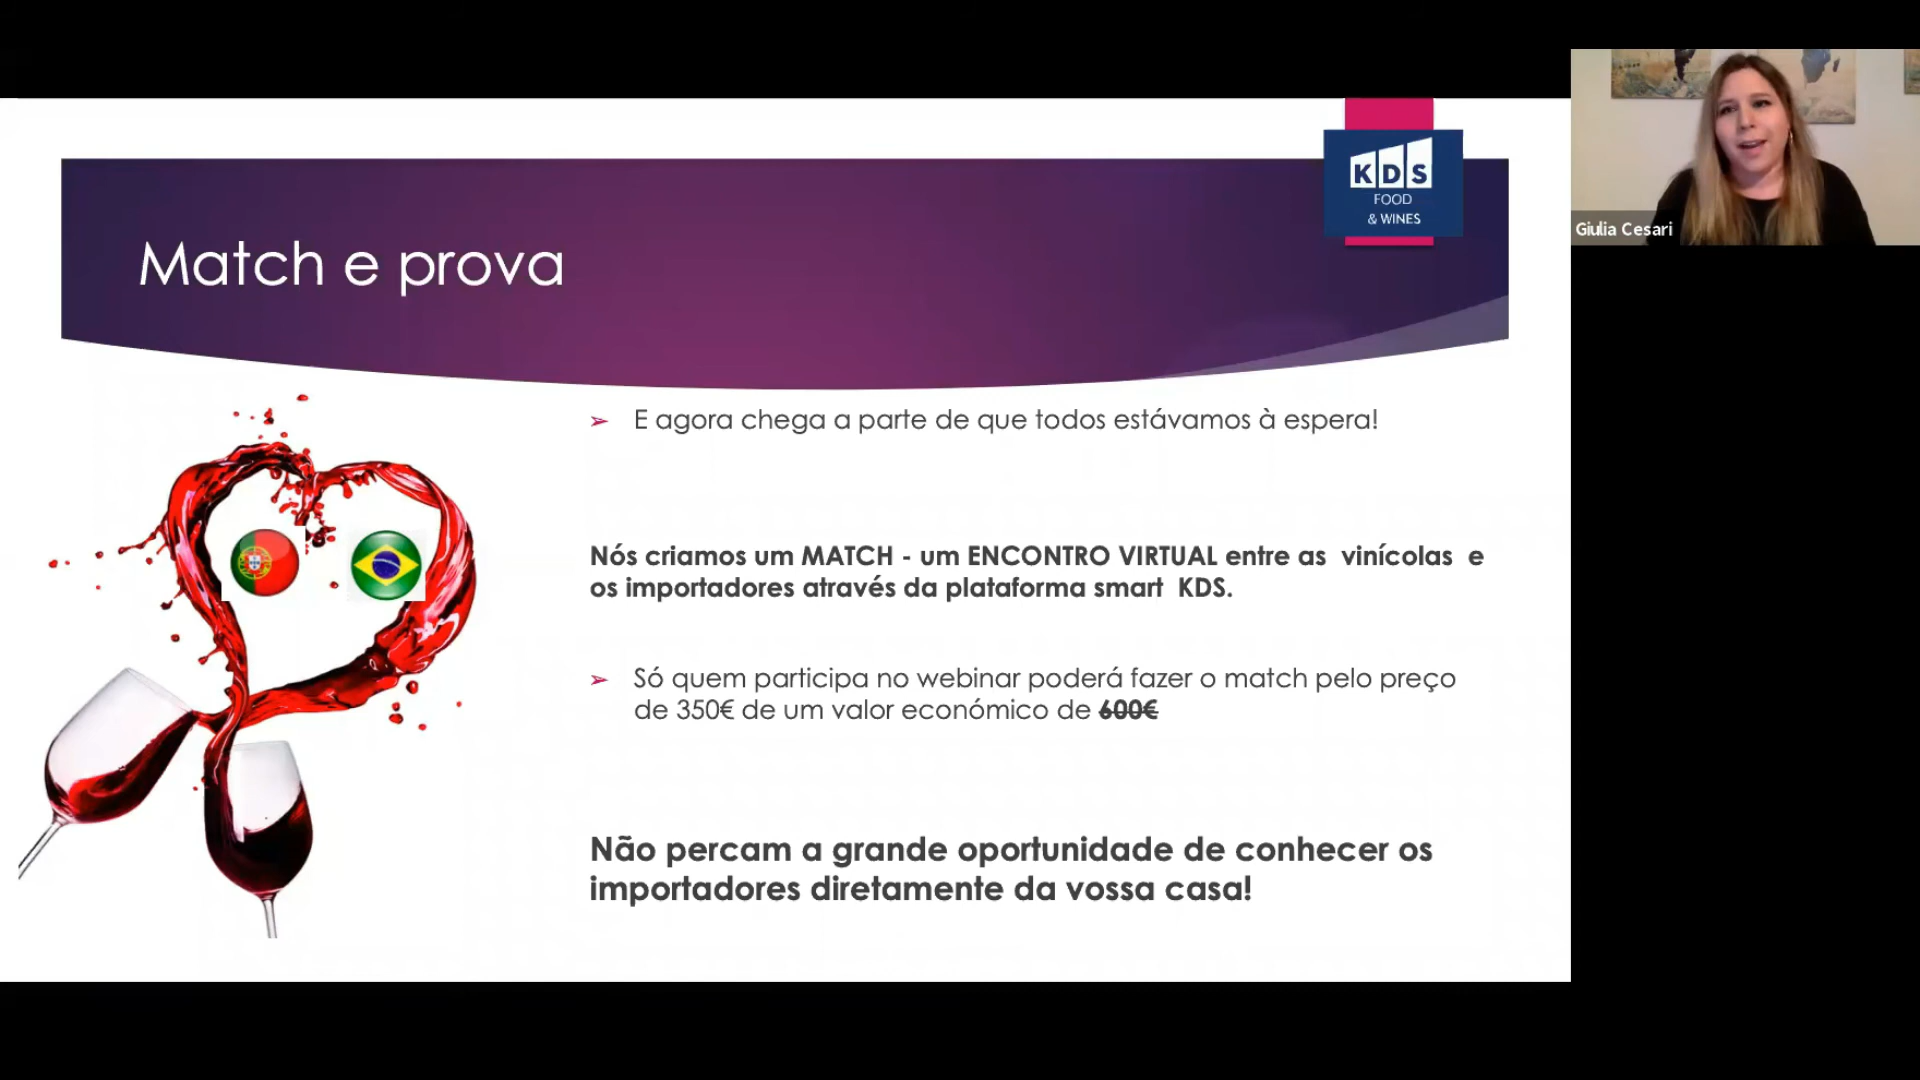 KDS
FOOD
& WINES
Giulia Cesari
Match e prova
➢ E agora chega a parte de que todos estávamos à espera!
Nós criamos um MATCH - um ENCONTRO VIRTUAL entre as vinícolas e
os importadores através da plataforma smart KDS.
➢ Só quem participa no webinar poderá fazer o match pelo preço
de 350€ de um valor económico de 600€
Não percam a grande oportunidade de conhecer os
importadores diretamente da vossa casa!